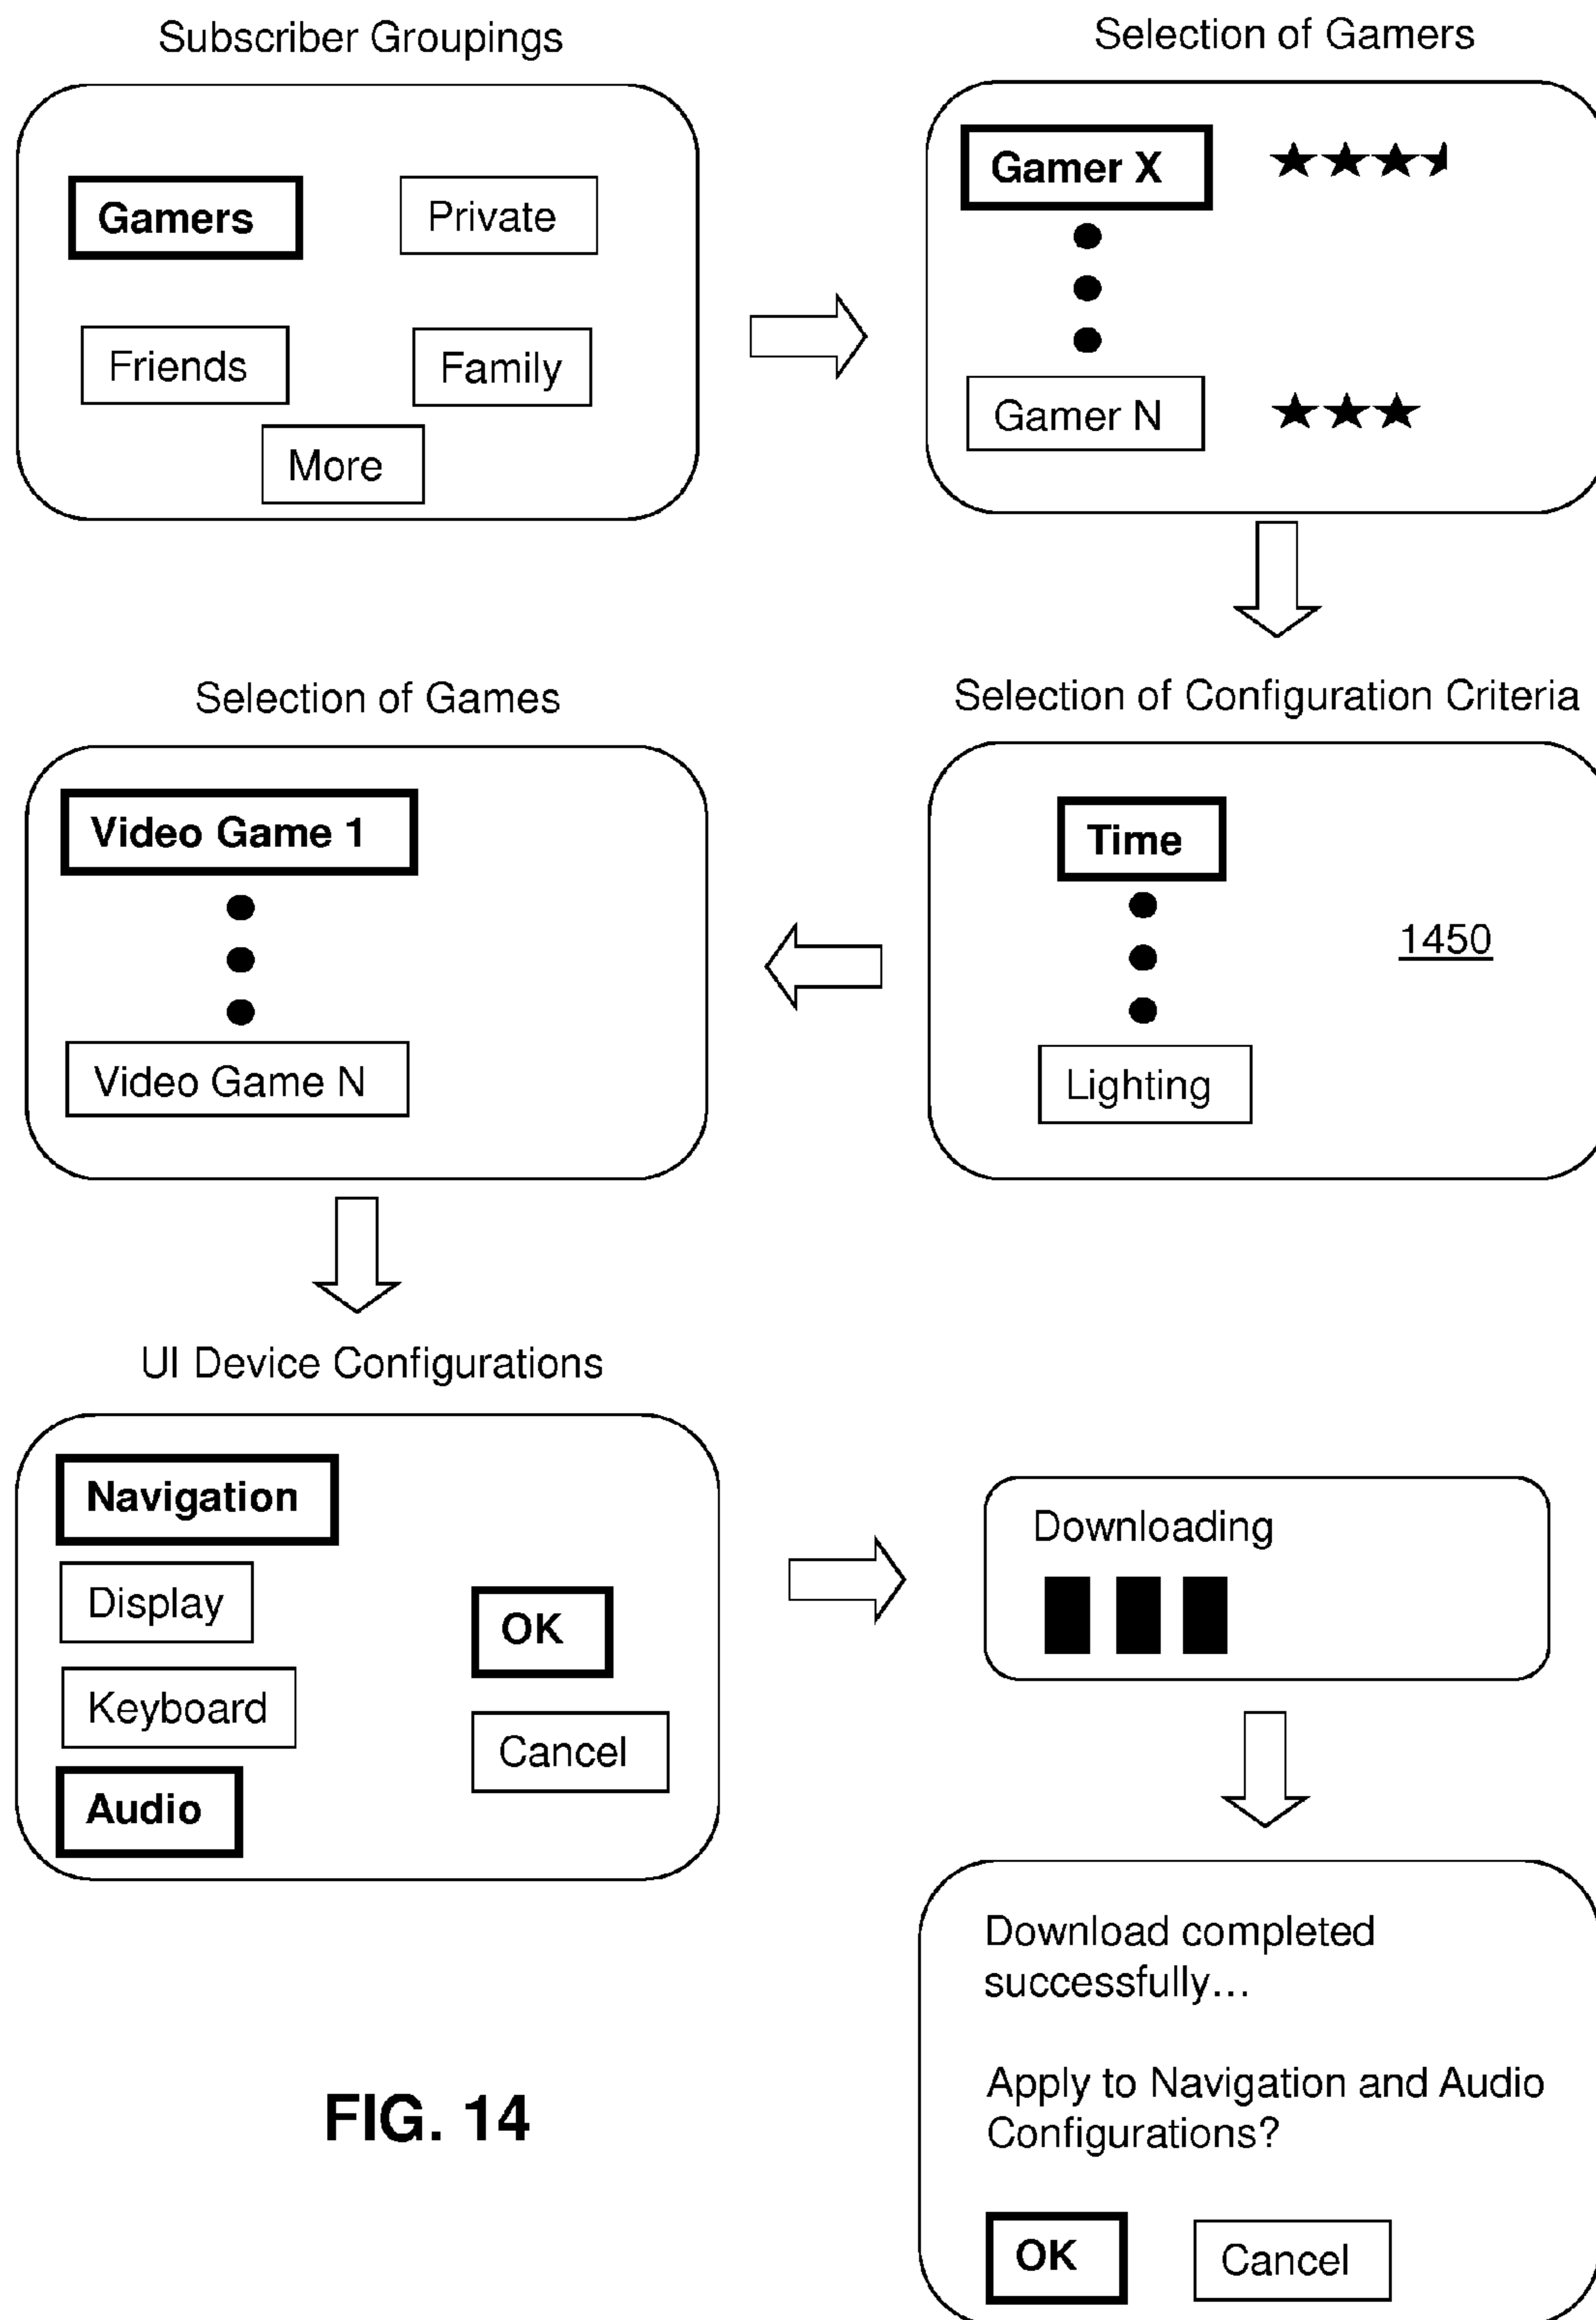 Subscriber Groupings
Gamers
Private
Friends
Family
More
Selection of Gamers
Gamer X
Gamer N
Selection of Configuration Criteria
Time
1450
Lighting
Selection of Games
Video Game 1
Video Game N
UI Device Configurations
Navigation
Display
Keyboard
Audio
OK
Cancel
Downloading
Download completed
successfully...
Apply to Navigation and Audio
Configurations?
OK
Cancel
FIG. 14